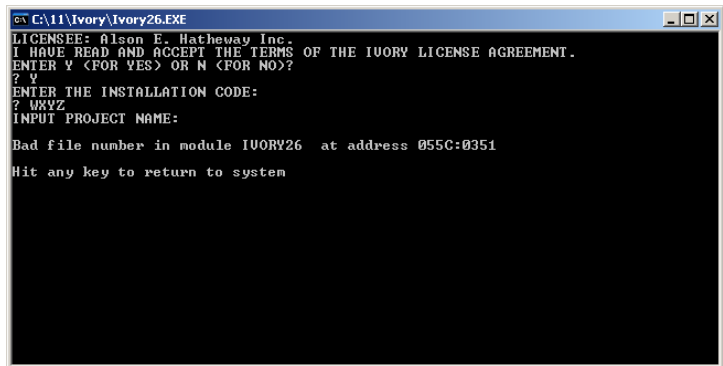 C:\11\Ivory\Ivory26.EXE
LICENSEE: Alson E. Hatheway Inc.
I HAVE READ AND ACCEPT THE TERMS OF THE IVORY LICENSE AGREEMENT.
ENTER Y (FOR YES) OR N (FOR NO)?
? Y
ENTER THE INSTALLATION CODE:
? WXYZ
INPUT PROJECT NAME:
Bad file number in module IVORY26 at address 055C:0351
Hit any key to return to system